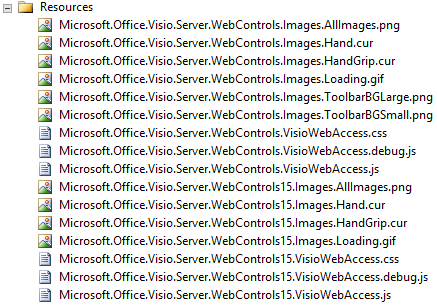 Resources
Microsoft.Office.Visio.Server.WebControls.Images.AllImages.png
Microsoft.Office.Visio.Server.WebControls.Images.Hand.cur
Microsoft.Office.Visio.Server.WebControls.Images.HandGrip.cur
Microsoft.Office.Visio.Server.WebControls.Images.Loading.gif
Microsoft.Office.Visio.Server.WebControls.Images.ToolbarBGLarge.png
Microsoft.Office.Visio.Server.WebControls.Images.ToolbarBGSmall.png
Microsoft.Office.Visio.Server.WebControls.VisioWebAccess.css
Microsoft.Office.Visio.Server.WebControls.VisioWebAccess.debug.js
Microsoft.Office.Visio.Server.WebControls.VisioWebAccess.js
Microsoft.Office.Visio.Server.WebControls15.Images.AllImages.png
Microsoft.Office.Visio.Server.WebControls15.Images.Hand.cur
Microsoft.Office.Visio.Server.WebControls15.Images.HandGrip.cur
Microsoft.Office.Visio.Server.WebControls15.Images.Loading.gif
Microsoft.Office.Visio.Server.WebControls15.VisioWebAccess.css
Microsoft.Office.Visio.Server.WebControls15.VisioWebAccess.debug.js
Microsoft.Office.Visio.Server.WebControls15.VisioWebAccess.js